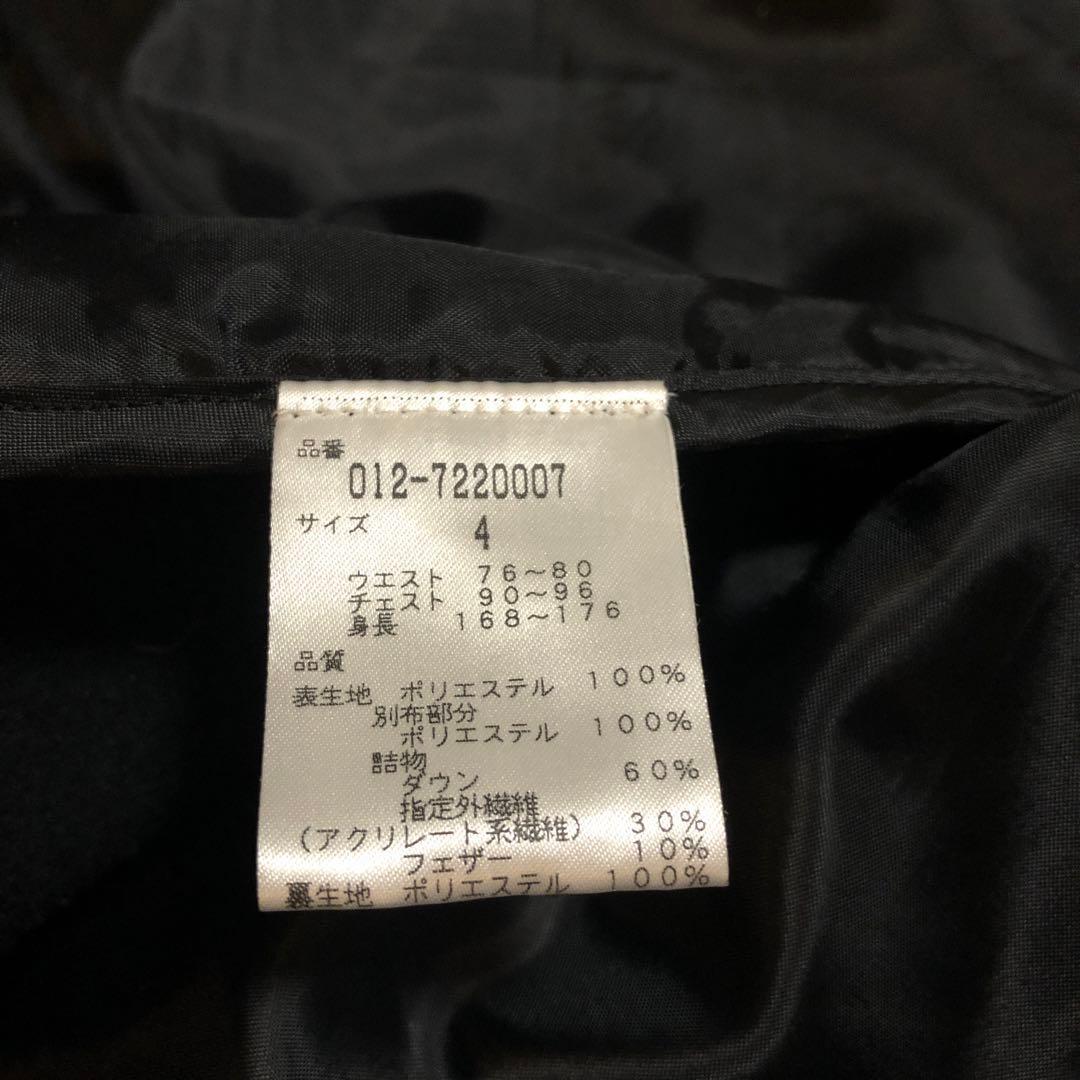 品番
012-7220007
サイズ 4
ウエスト 76~80
チェスト 90~96
身長 168~176
品質
表生地 ポリエステル 100%
別布部分
ポリエステル 100%
詰物
ダウン 60%
指定外繊維
(アクリレート系繊維) 30%
フェザー 10%
裏生地 ポリエステル 100%